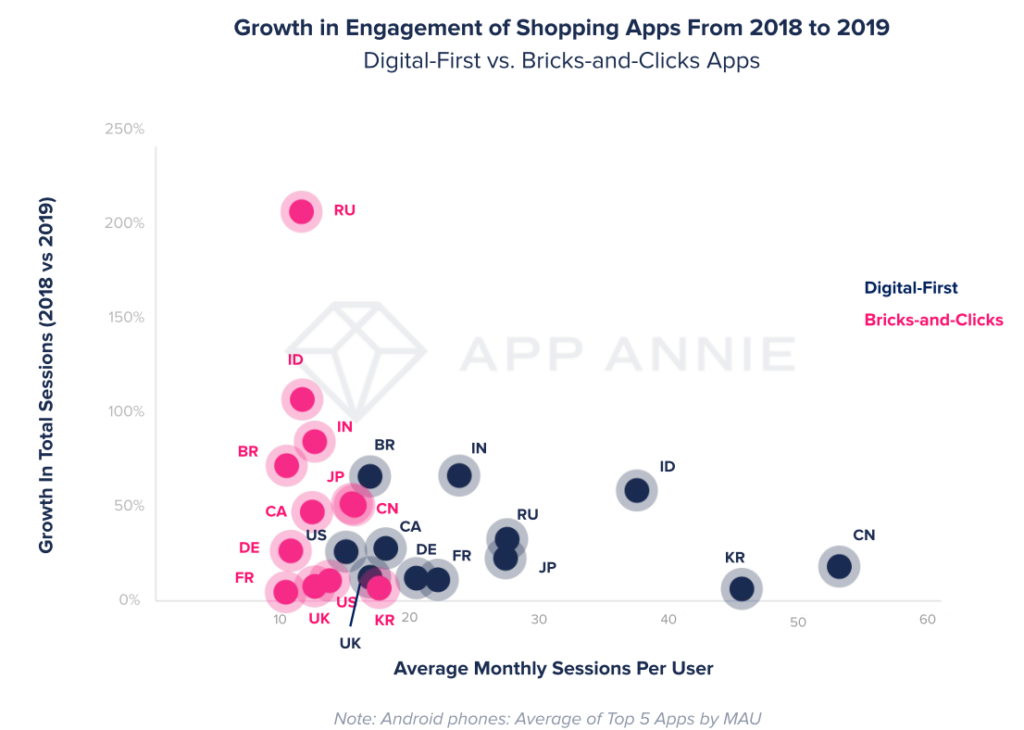 Growth in Engagement of Shopping Apps From 2018 to 2019
Digital-First vs. Bricks-and-Clicks Apps
Growth In Total Sessions (2018 vs 2019)
250%
200%
150%
100%
50%
0%
RU
Digital-First
Bricks-and-Clicks
APP ANNIE
ID
IN
BR
BR
IN
JP
ID
CA
CN
RU
US
CA
CN
DE
DE
FR
JP
KR
FR
US
UK
KR
UK
10
20
30
40
50
60
Average Monthly Sessions Per User
Note: Android phones: Average of Top 5 Apps by MAU